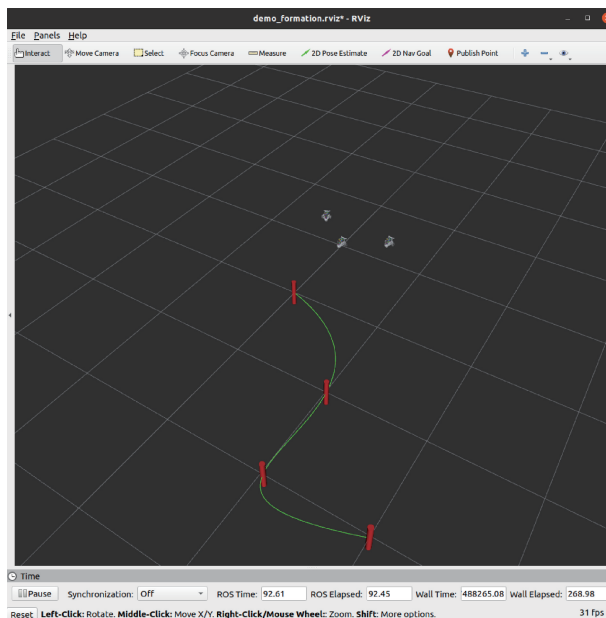 demo_formation.rviz* - RViz
File Panels Help
Interact Move Camera Select Focus Camera Measure 2D Pose Estimate 2D Nav Goal Publish Point
Time
Pause Synchronization: Off ROS Time: 92.61 ROS Elapsed: 92.45 Wall Time: 488265.08 Wall Elapsed: 268.98
Reset Left-Click: Rotate. Middle-Click: Move X/Y. Right-Click/Mouse Wheel:: Zoom. Shift: More options. 31 fps